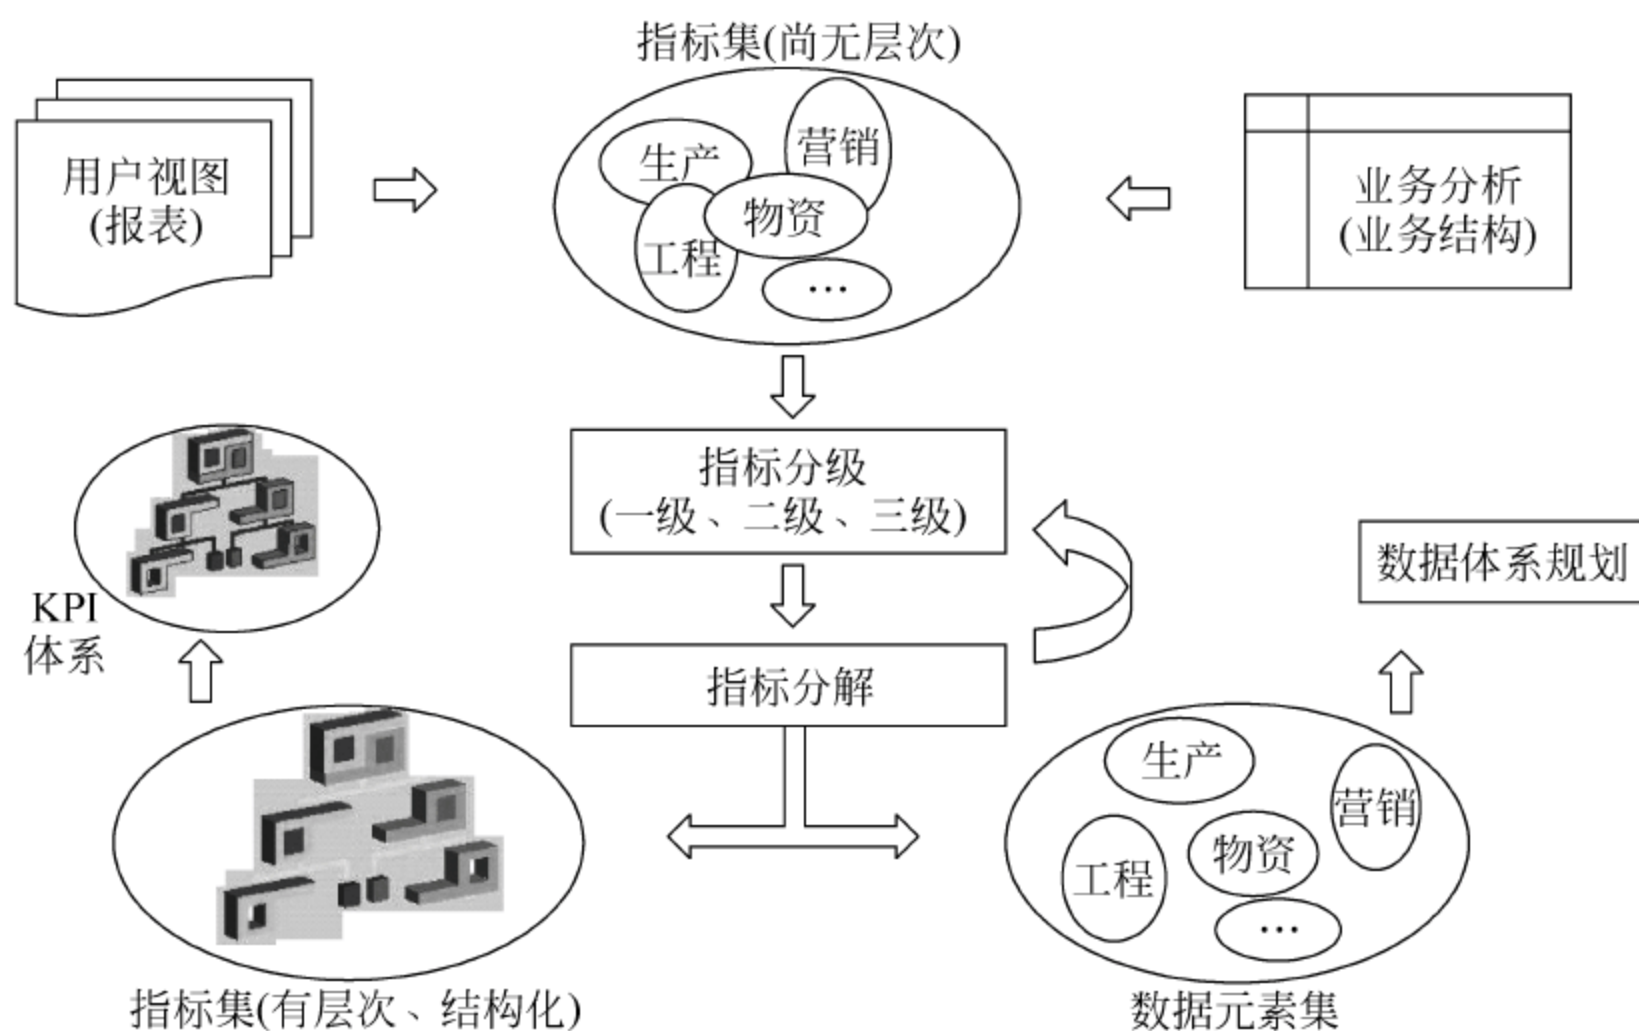 指标集(尚无层次)
用户视图
(报表)
生产
营销
物资
工程
…
业务分析
(业务结构)
指标分级
(一级、二级、三级)
KPI
体系
数据体系规划
指标分解
生产
营销
物资
工程
…
指标集(有层次、结构化)
数据元素集